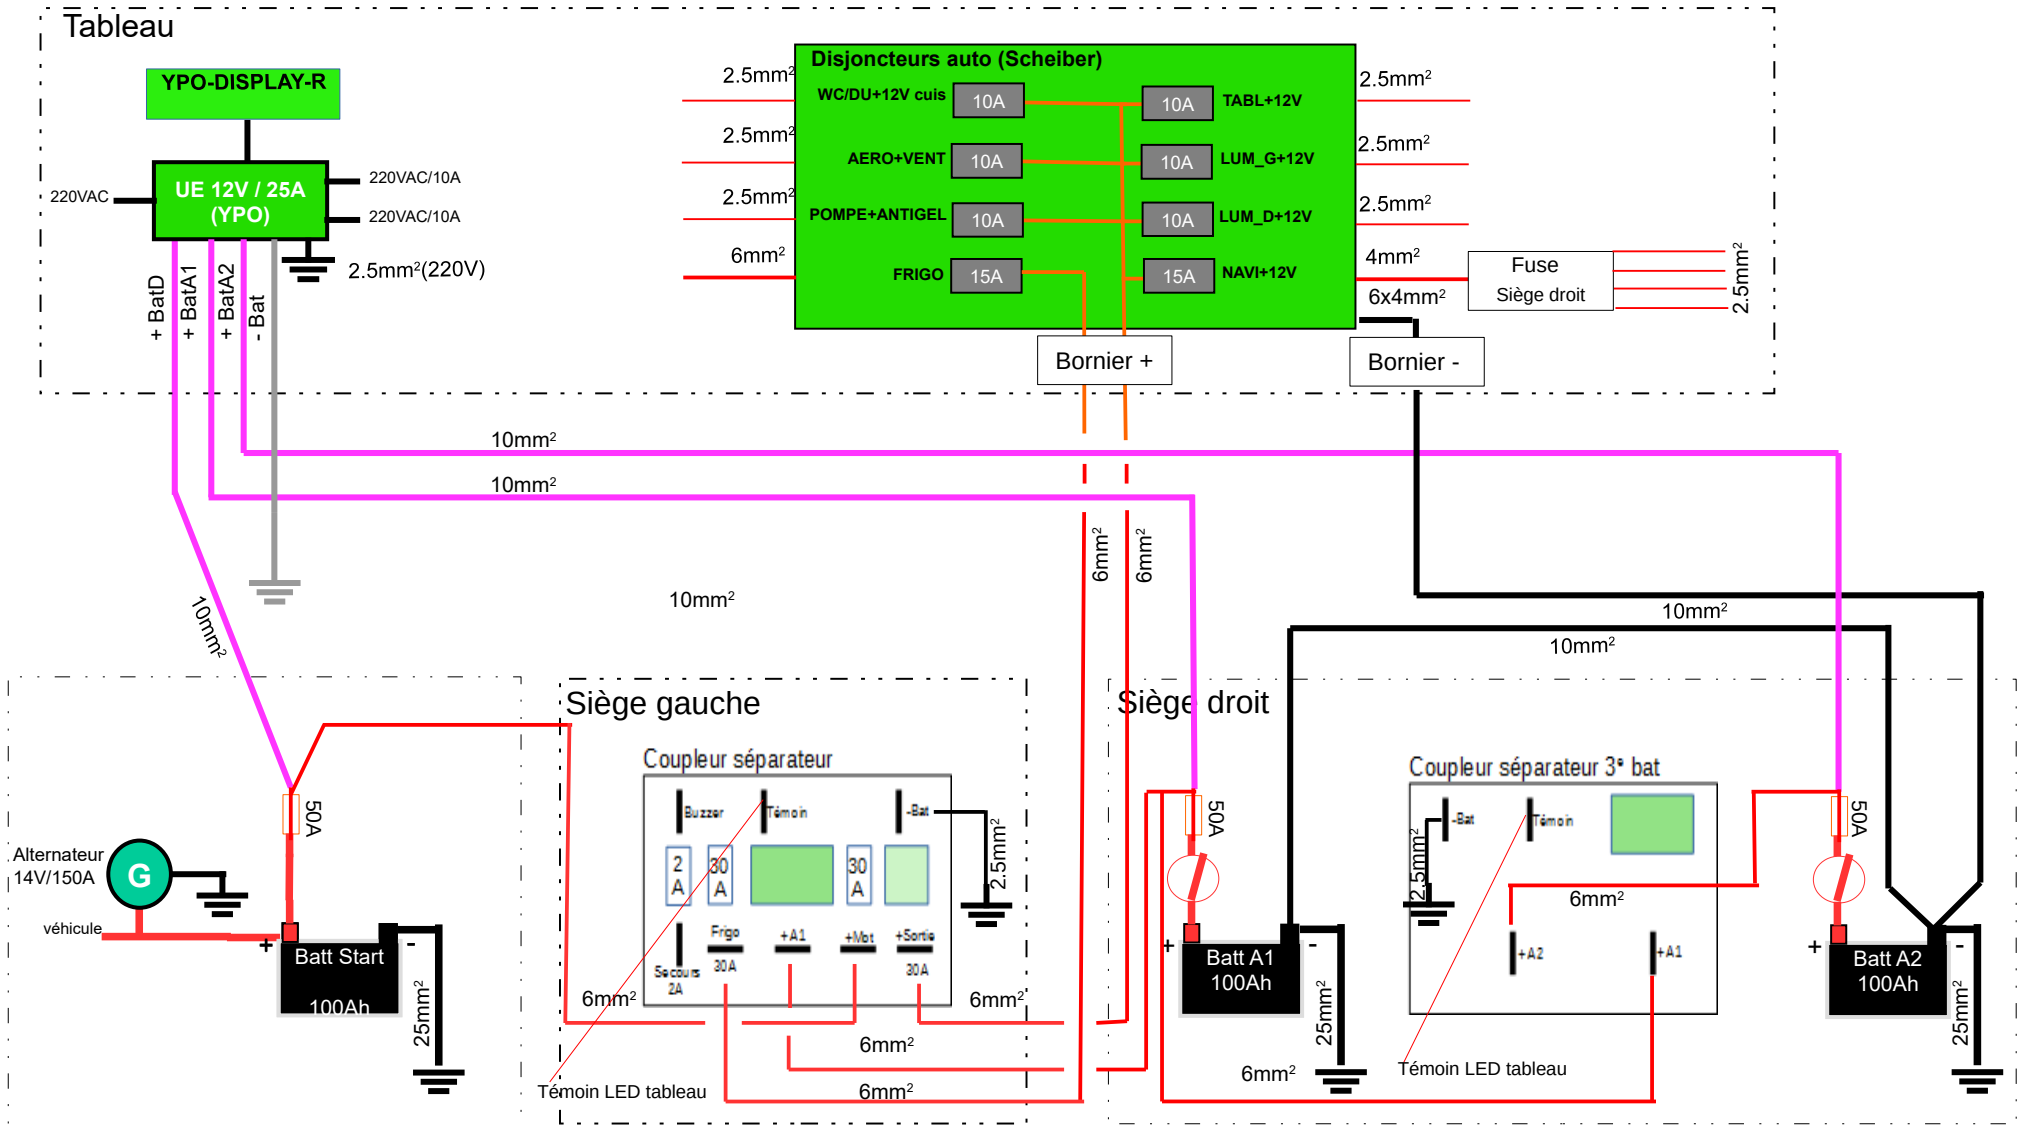 Tableau
YPO-DISPLAY-R
220VAC
UE 12V / 25A
(YPO)
220VAC/10A
220VAC/10A
2.5mm²(220V)
+ BatD
+ BatA1
+ BatA2
- Bat
Disjoncteurs auto (Scheiber)
2.5mm²
WC/DU+12V cuis
10A
10A
TABL+12V
2.5mm²
2.5mm²
AERO+VENT
10A
10A
LUM_G+12V
2.5mm²
2.5mm²
POMPE+ANTIGEL
10A
10A
LUM_D+12V
2.5mm²
6mm²
FRIGO
15A
15A
NAVI+12V
4mm²
6x4mm²
Fuse
Siège droit
2.5mm²
Bornier +
Bornier -
10mm²
10mm²
6mm²
6mm²
10mm²
10mm²
10mm²
10mm²
Alternateur
14V/150A
G
véhicule
50A
+
-
Batt Start
100Ah
25mm²
Siège gauche
Coupleur séparateur
Buzzer
Témoin
-Bat
2
A
30
A
30
A
2.5mm²
Secours
2A
Frigo
30A
+A1
+Mot
+Sortie
30A
6mm²
6mm²
6mm²
6mm²
Témoin LED tableau
Siège droit
50A
+
-
Batt A1
100Ah
25mm²
6mm²
Coupleur séparateur 3° bat
-Bat
Témoin
2.5mm²
6mm²
+A2
+A1
Témoin LED tableau
50A
+
-
Batt A2
100Ah
25mm²